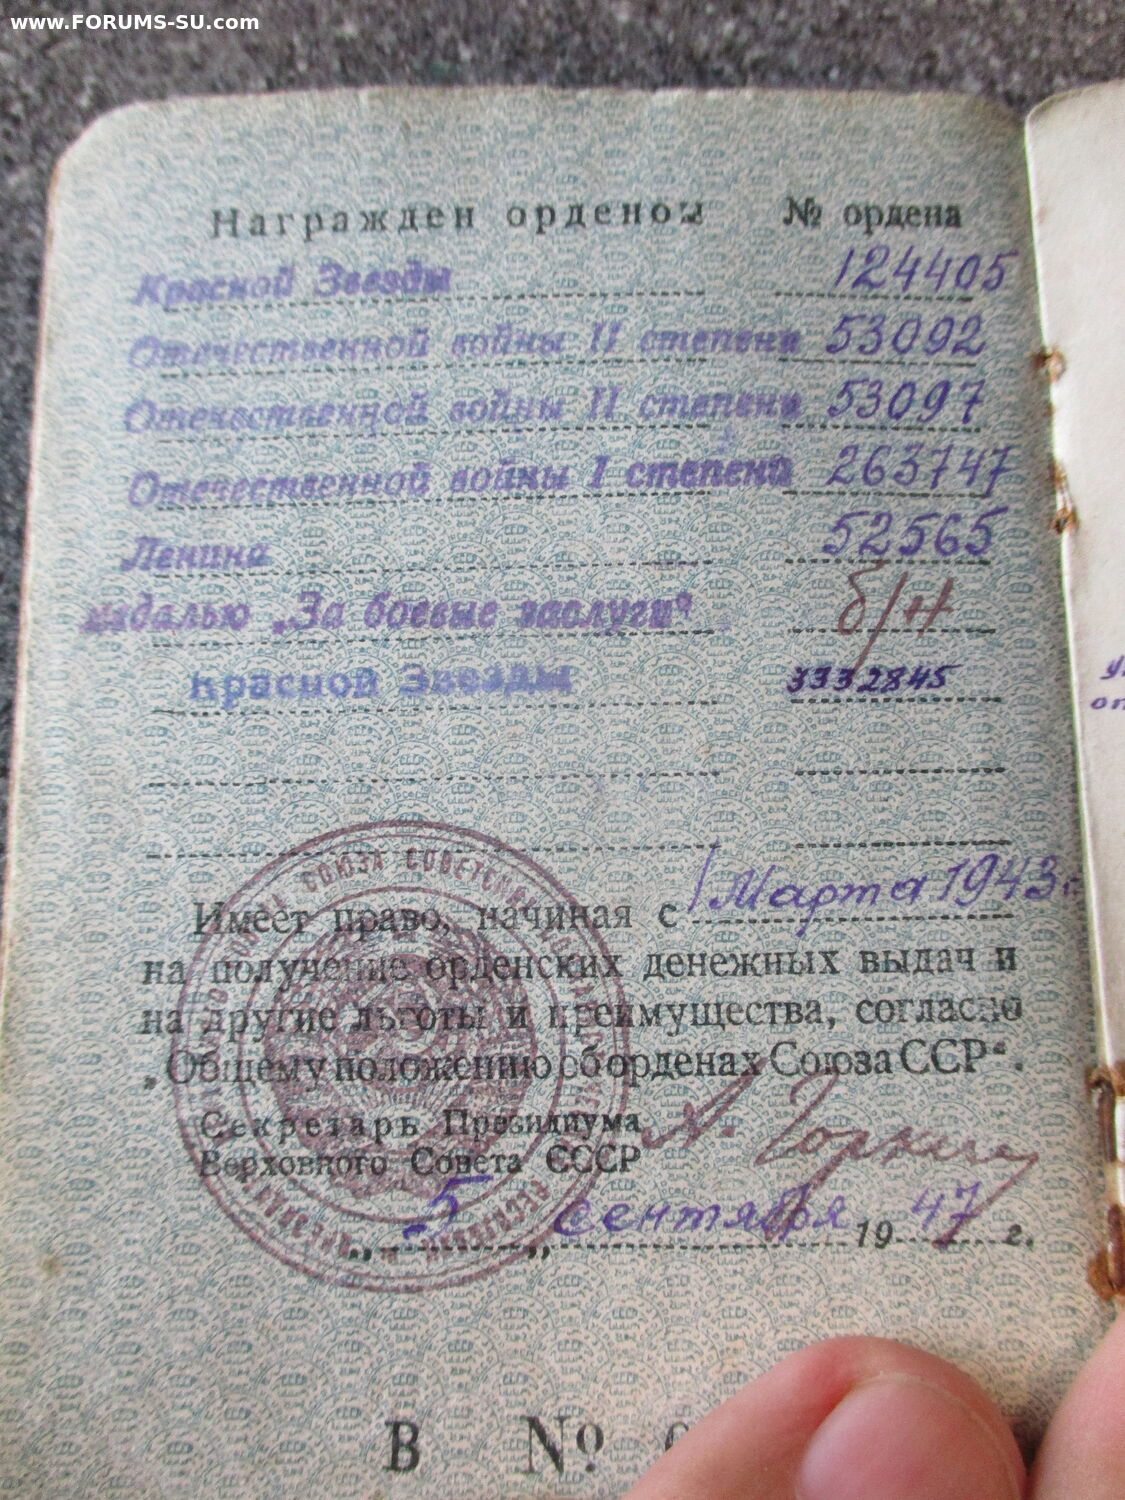 www.FORUMS-SU.com
Награжден орденом № ордена
Красной Звезды 124405
Отечественной войны II степени 53092
Отечественной войны II степени 53097
Отечественной войны I степени 263747
Ленина 52565
медалью „За боевые заслуги“ б/н
Красной Звезды 3332845
Имеет право, начиная с 1 Марта 1943 г.
на получение орденских денежных выдач и
на другие льготы и преимущества, согласно
„Общему положению об орденах Союза ССР“.
Секретарь Президиума
Верховного Совета СССР А. Горкин
„5„ сентября 1947 г.
В №